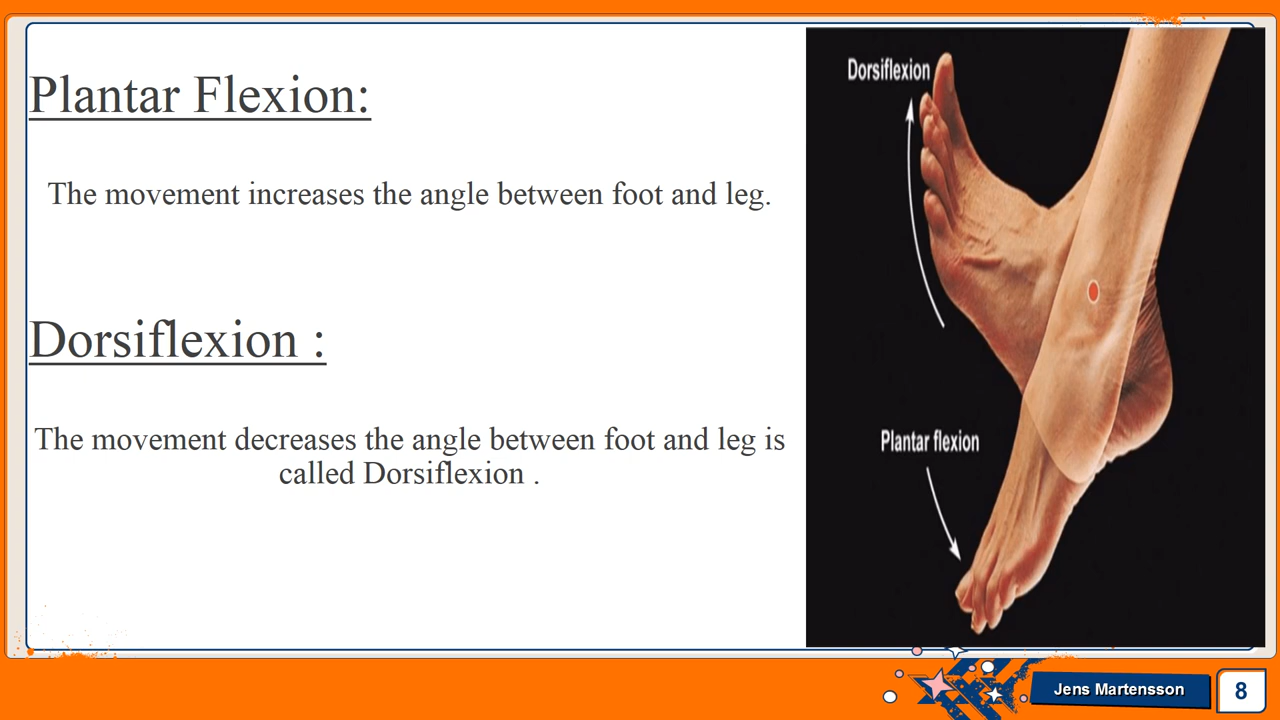 Plantar Flexion:
The movement increases the angle between foot and leg.
Dorsiflexion :
The movement decreases the angle between foot and leg is
called Dorsiflexion .
Dorsiflexion
Plantar flexion
Jens Martensson
8